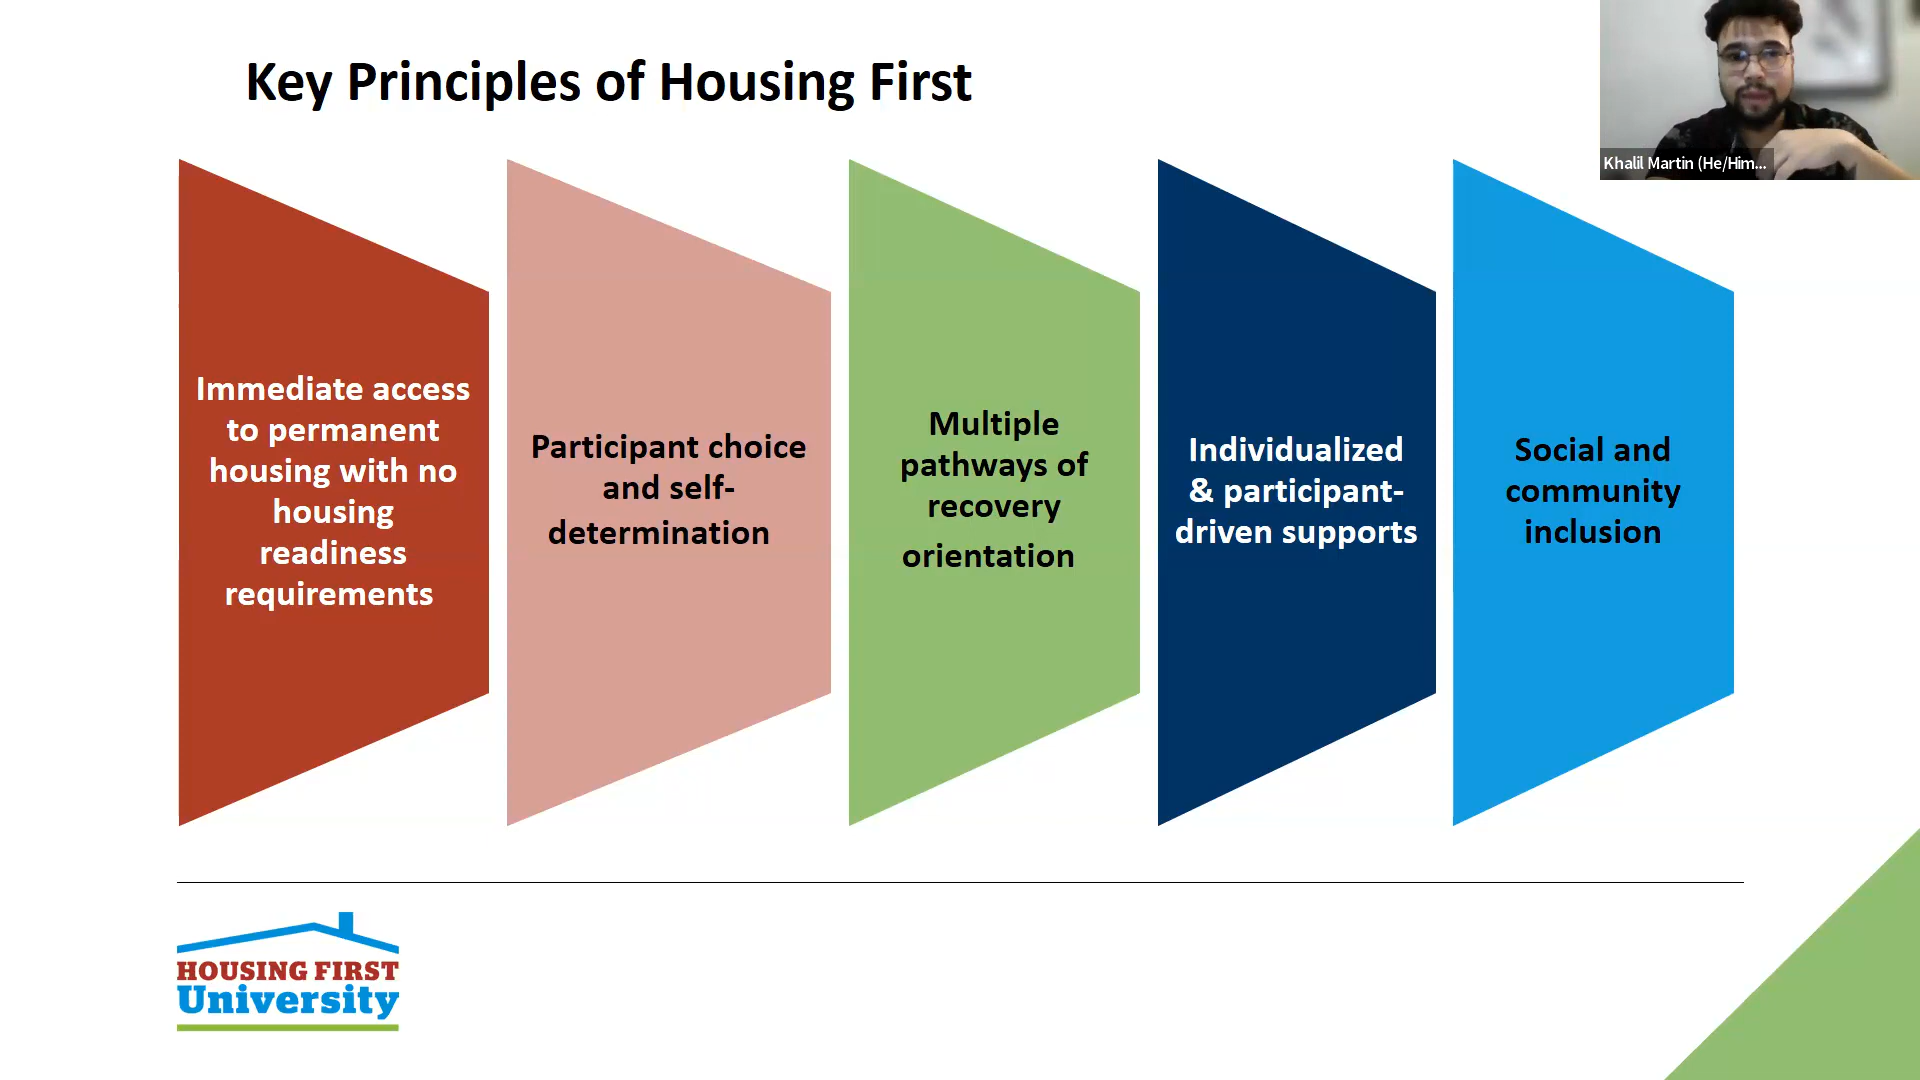 Key Principles of Housing First
Khalil Martin (He/Him...
Immediate access
to permanent
housing with no
housing
readiness
requirements
Participant choice
and self-
determination
Multiple
pathways of
recovery
orientation
Individualized
& participant-
driven supports
Social and
community
inclusion
HOUSING FIRST
University